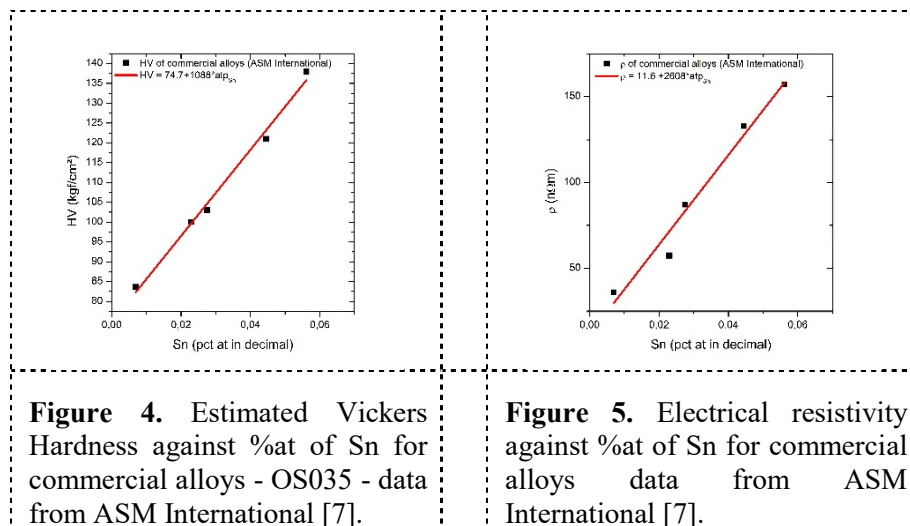 HV of commercial alloys (ASM International)
HV = 74.7+1088*atp_Sn
140
135
130
125
120
115
110
105
100
95
90
85
80
HV (kgf/cm²)
0,00 0,02 0,04 0,06
Sn (pct at in decimal)
ρ of commercial alloys (ASM International)
ρ = 11.6 +2608*atp_Sn
150
100
50
ρ (nΩm)
0,00 0,02 0,04 0,06
Sn (pct at in decimal)
Figure 4. Estimated Vickers
Hardness against %at of Sn for
commercial alloys - OS035 - data
from ASM International [7].
Figure 5. Electrical resistivity
against %at of Sn for commercial
alloys data from ASM
International [7].